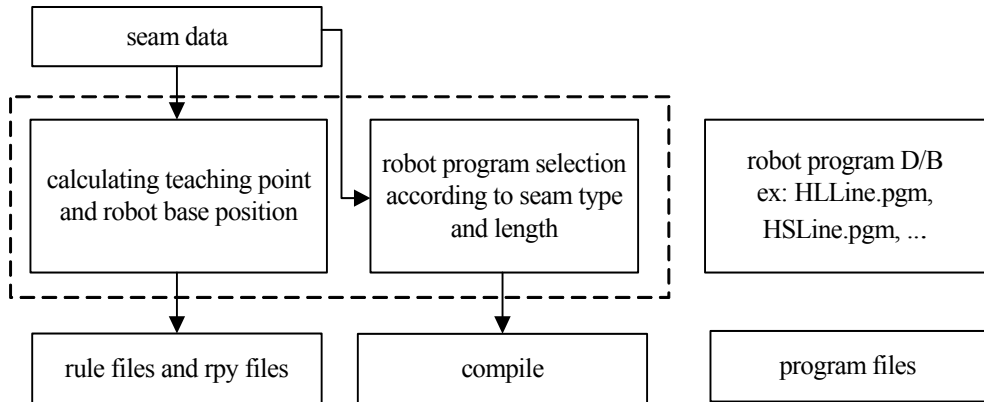 seam data
calculating teaching point
and robot base position
robot program selection
according to seam type
and length
robot program D/B
ex: HLLine.pgm,
HSLine.pgm, ...
rule files and rpy files
compile
program files